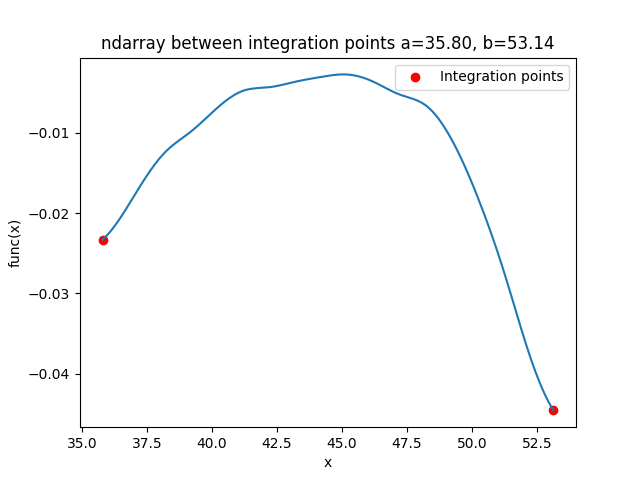 ndarray between integration points a=35.80, b=53.14
Integration points
−0.01
−0.02
−0.03
−0.04
func(x)
35.0 37.5 40.0 42.5 45.0 47.5 50.0 52.5
x